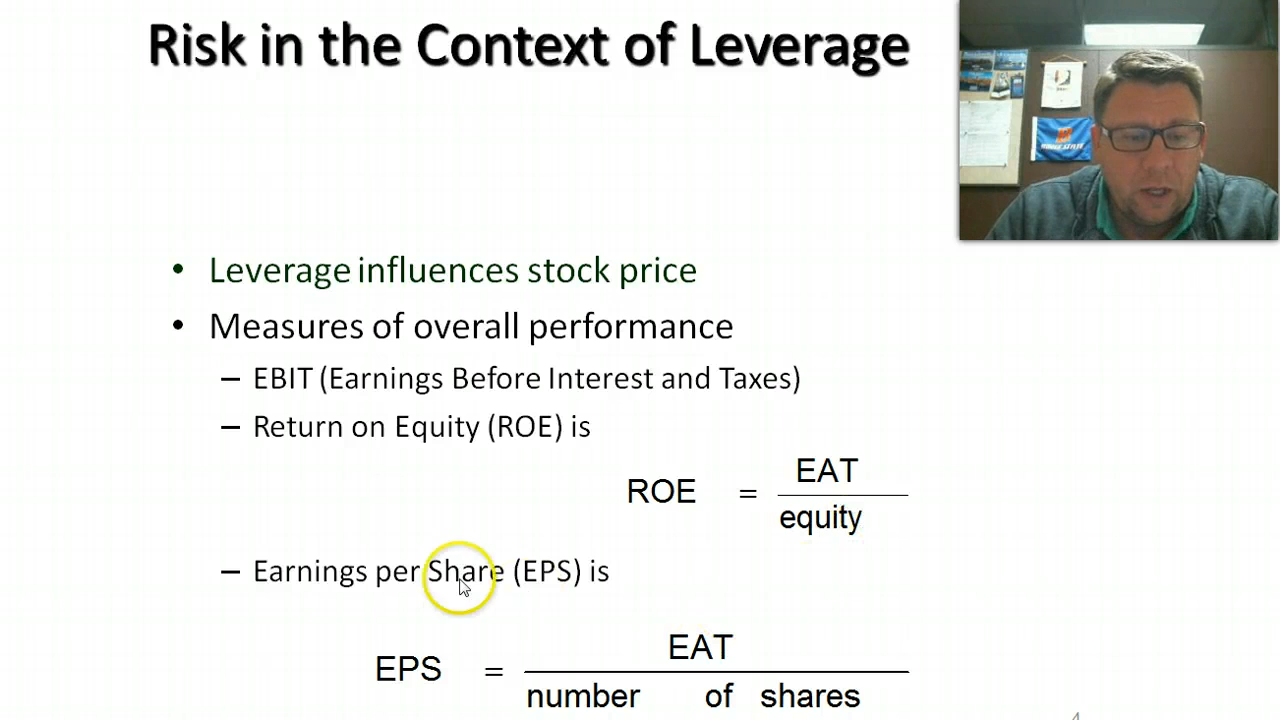 Risk in the Context of Leverage
BOISE STATE
• Leverage influences stock price
• Measures of overall performance
– EBIT (Earnings Before Interest and Taxes)
– Return on Equity (ROE) is
ROE = EAT
equity
– Earnings per Share (EPS) is
EPS = EAT
number of shares